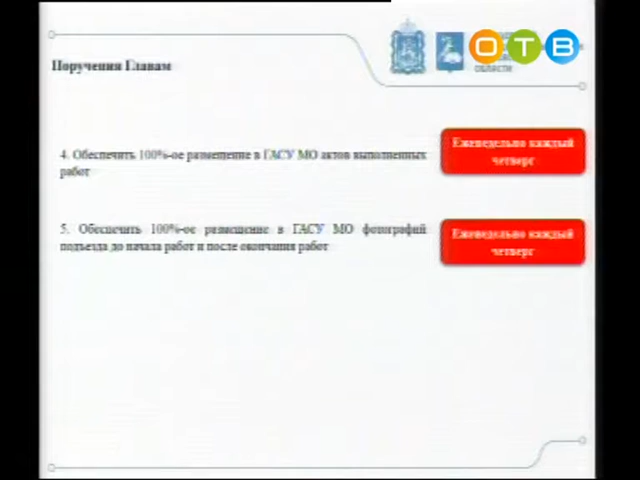 ОТВ
ОБЛАСТИ
Поручения Главам
4. Обеспечить 100%-ое размещение в ГАСУ МО актов выполненных
работ
Еженедельно каждый
четверг
5. Обеспечить 100%-ое размещение в ГАСУ МО фотографий
подъезда до начала работ и после окончания работ
Еженедельно каждый
четверг